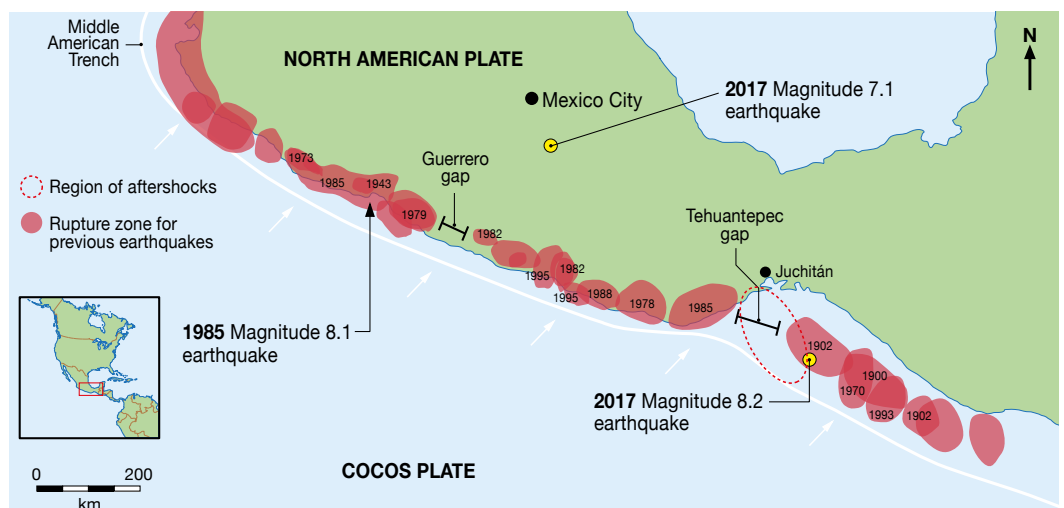 Middle
American
Trench
NORTH AMERICAN PLATE
N
Mexico City
2017 Magnitude 7.1
earthquake
Guerrero
gap
Region of aftershocks
Rupture zone for
previous earthquakes
1973
1985
1943
1979
1982
1995
1982
1995
1988
1978
1985
Tehuantepec
gap
Juchitán
1985 Magnitude 8.1
earthquake
1902
1900
1970
1993
1902
2017 Magnitude 8.2
earthquake
COCOS PLATE
0
200
km